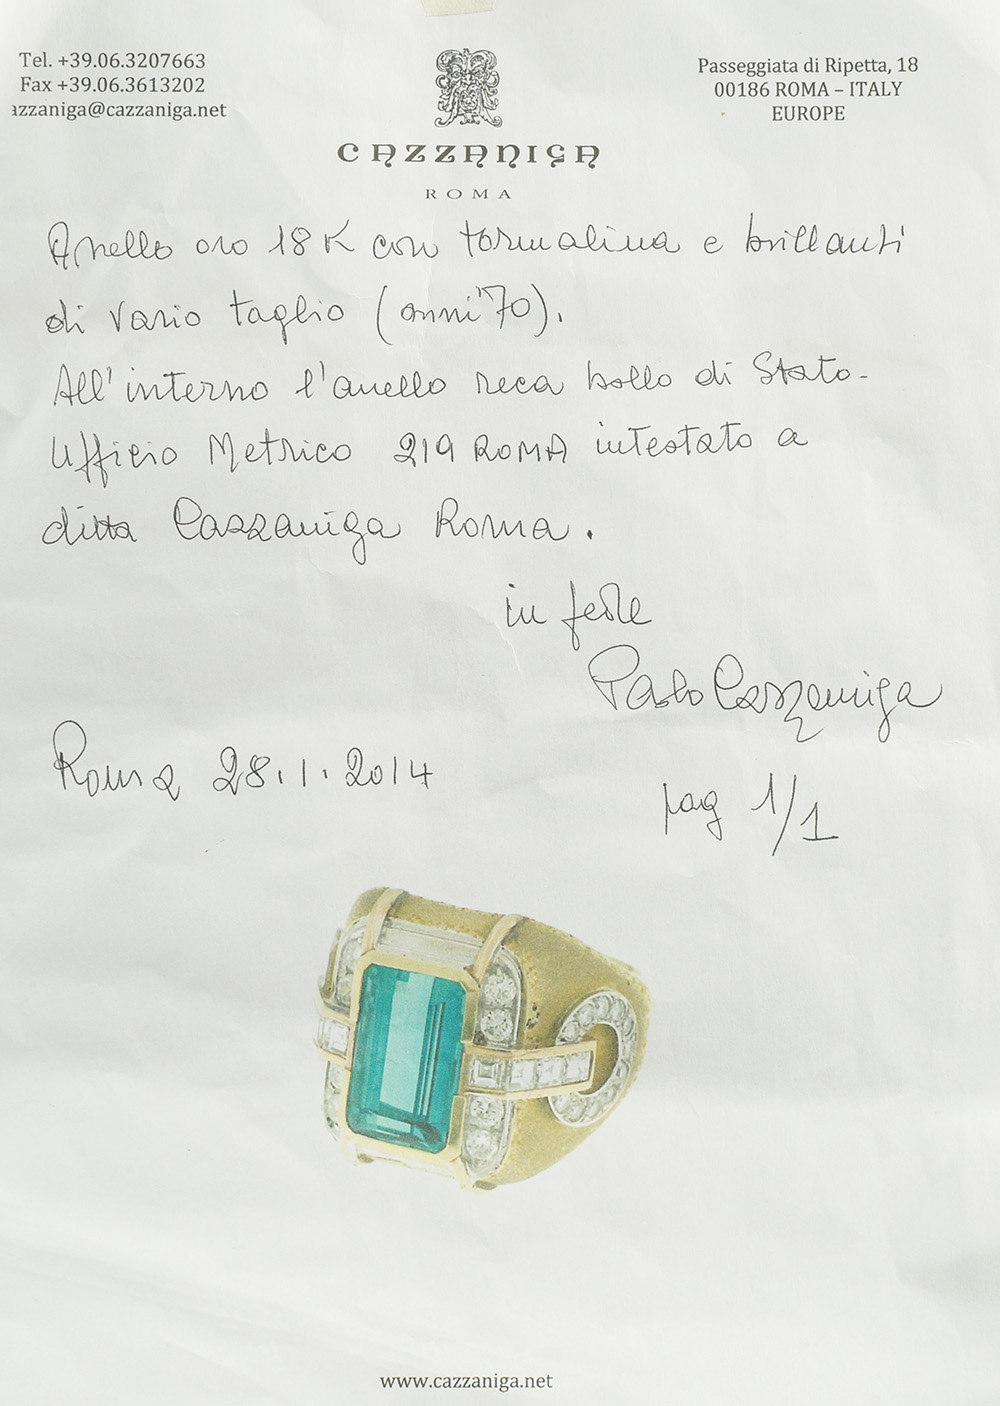 Tel. +39.06.3207663
Fax +39.06.3613202
azzaniga@cazzaniga.net
CAZZANIGA
ROMA
Passeggiata di Ripetta, 18
00186 ROMA – ITALY
EUROPE
Anello oro 18K con tormalina e brillanti
di vario taglio (anni '70).
All'interno l'anello reca bollo di Stato-
Ufficio Metrico 219 ROMA intestato a
ditta Cazzaniga Roma.
in fede
Paolo Cazzaniga
Roma 28.1.2014
pag 1/1
www.cazzaniga.net